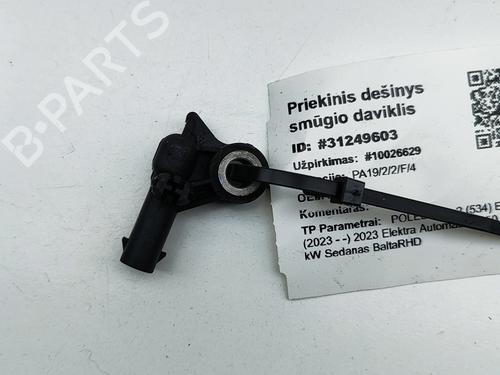 B-PARTS
Priekinis dešinys
smūgio daviklis
ID: #31249603
Užpirkimas: #10026629
PA19/2/2/F/4
Komentaras:
TP Parametrai: (534)
(2023 - -) 2023 Elektra
kW Sedanas BaltaRHD